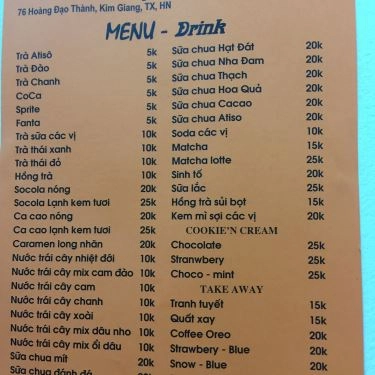 76 Hoàng Đạo Thành, Kim Giang, TX, HN
MENU - Drink
Trà Atisô 5k
Trà Đào 5k
Trà Chanh 5k
CoCa 5k
Sprite 5k
Fanta 5k
Trà sữa các vị 10k
Trà thái xanh 10k
Trà thái đỏ 10k
Hồng trà 10k
Socola nóng 20k
Socola Lạnh kem tươi 25k
Ca cao nóng 20k
Ca cao lạnh kem tươi 25k
Caramen long nhãn 20k
Nước trái cây nhiệt đới 10k
Nước trái cây mix cam đào 10k
Nước trái cây cam 10k
Nước trái cây chanh 10k
Nước trái cây xoài 10k
Nước trái cây mix dâu nho 10k
Nước trái cây mix ổi dâu 10k
Sữa chua mít 20k
Sữa chua đánh đá 20k
Sữa chua Hạt Đát 20k
Sữa chua Nha Đam 20k
Sữa chua Thạch 20k
Sữa chua Hoa Quả 20k
Sữa chua Cacao 20k
Sữa chua Atiso 20k
Soda các vị 10k
Matcha 15k
Matcha lotte 25k
Sinh tố 20k
Sữa lắc 20k
Hồng trà sủi bọt 15k
Kem mì sợi các vị 20k
COOKIE'N CREAM
Chocolate 25k
Stranwbery 25k
Choco - mint 25k
TAKE AWAY
Tranh tuyết 15k
Quất xay 15k
Coffee Oreo 20k
Strawbery - Blue 20k
Snow - Blue 20k